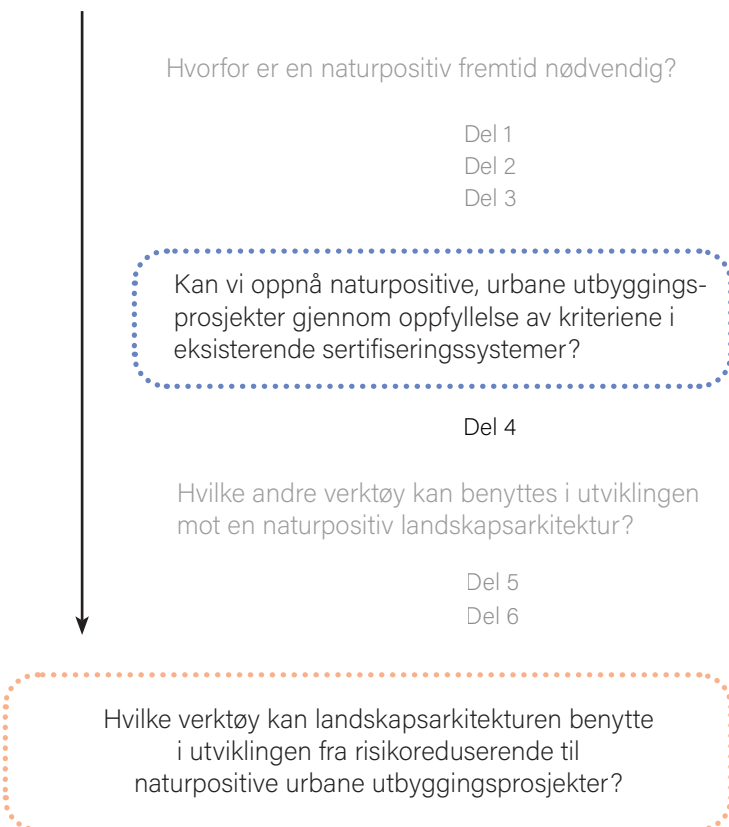 Hvorfor er en naturpositiv fremtid nødvendig?
Del 1
Del 2
Del 3
Kan vi oppnå naturpositive, urbane utbyggings-
prosjekter gjennom oppfyllelse av kriteriene i
eksisterende sertifiseringssystemer?
Del 4
Hvilke andre verktøy kan benyttes i utviklingen
mot en naturpositiv landskapsarkitektur?
Del 5
Del 6
Hvilke verktøy kan landskapsarkitekturen benytte
i utviklingen fra risikoreduserende til
naturpositive urbane utbyggingsprosjekter?